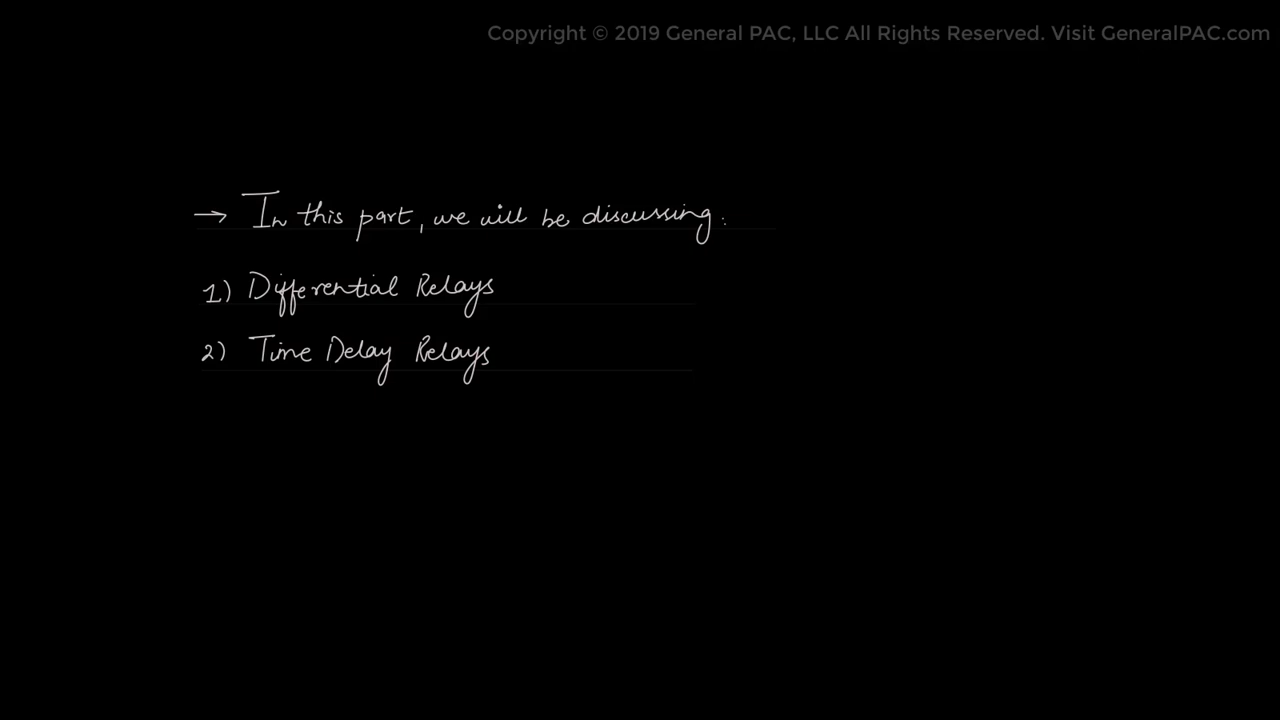 Copyright © 2019 General PAC, LLC All Rights Reserved. Visit GeneralPAC.com
→ In this part, we will be discussing:
1) Differential Relays
2) Time Delay Relays